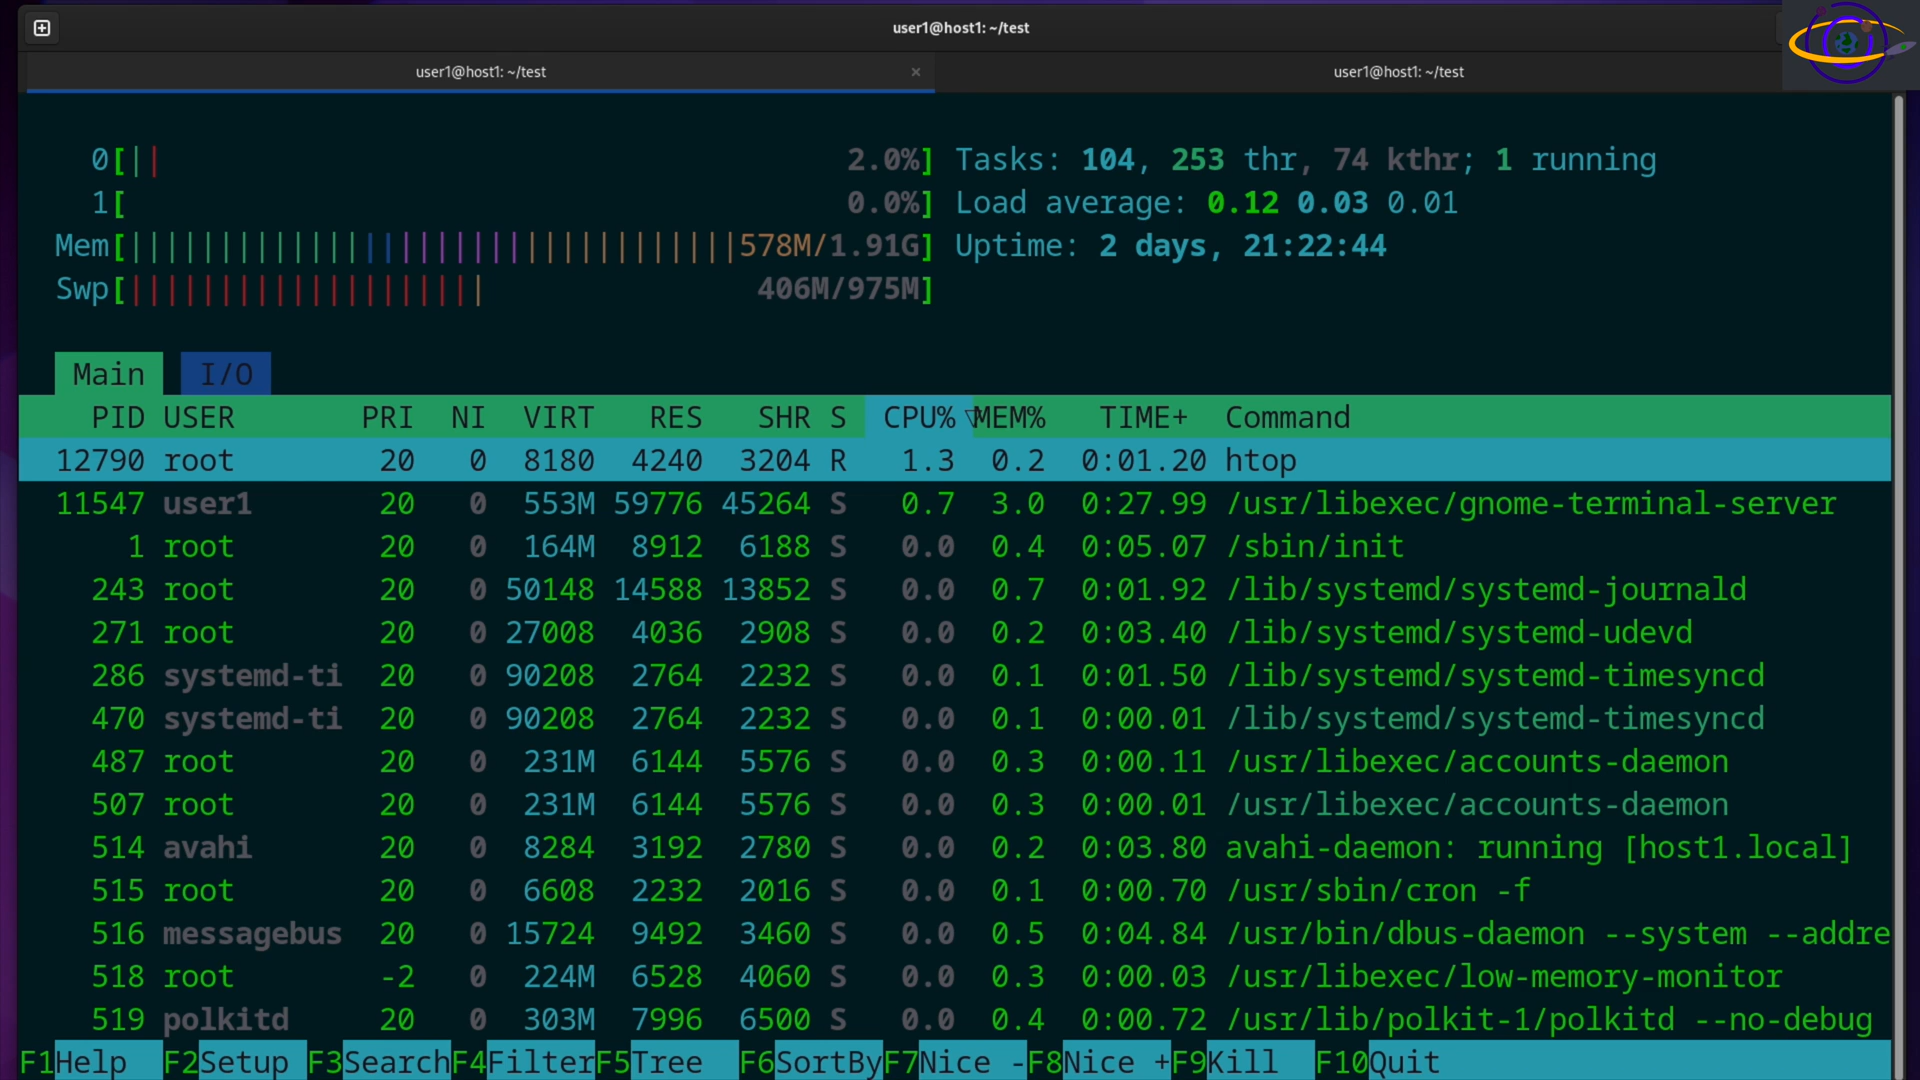 user1@host1: ~/test
user1@host1: ~/test × user1@host1: ~/test
0[|| 2.0%] Tasks: 104, 253 thr, 74 kthr; 1 running
1[ 0.0%] Load average: 0.12 0.03 0.01
Mem[||||||||||||||||||||||||||||||||||578M/1.91G] Uptime: 2 days, 21:22:44
Swp[|||||||||||||||||||| 406M/975M]
Main I/O
PID USER PRI NI VIRT RES SHR S CPU% ▽MEM% TIME+ Command
12790 root 20 0 8180 4240 3204 R 1.3 0.2 0:01.20 htop
11547 user1 20 0 553M 59776 45264 S 0.7 3.0 0:27.99 /usr/libexec/gnome-terminal-server
1 root 20 0 164M 8912 6188 S 0.0 0.4 0:05.07 /sbin/init
243 root 20 0 50148 14588 13852 S 0.0 0.7 0:01.92 /lib/systemd/systemd-journald
271 root 20 0 27008 4036 2908 S 0.0 0.2 0:03.40 /lib/systemd/systemd-udevd
286 systemd-ti 20 0 90208 2764 2232 S 0.0 0.1 0:01.50 /lib/systemd/systemd-timesyncd
470 systemd-ti 20 0 90208 2764 2232 S 0.0 0.1 0:00.01 /lib/systemd/systemd-timesyncd
487 root 20 0 231M 6144 5576 S 0.0 0.3 0:00.11 /usr/libexec/accounts-daemon
507 root 20 0 231M 6144 5576 S 0.0 0.3 0:00.01 /usr/libexec/accounts-daemon
514 avahi 20 0 8284 3192 2780 S 0.0 0.2 0:03.80 avahi-daemon: running [host1.local]
515 root 20 0 6608 2232 2016 S 0.0 0.1 0:00.70 /usr/sbin/cron -f
516 messagebus 20 0 15724 9492 3460 S 0.0 0.5 0:04.84 /usr/bin/dbus-daemon --system --addre
518 root -2 0 224M 6528 4060 S 0.0 0.3 0:00.03 /usr/libexec/low-memory-monitor
519 polkitd 20 0 303M 7996 6500 S 0.0 0.4 0:00.72 /usr/lib/polkit-1/polkitd --no-debug
F1Help F2Setup F3SearchF4FilterF5Tree F6SortByF7Nice -F8Nice +F9Kill F10Quit